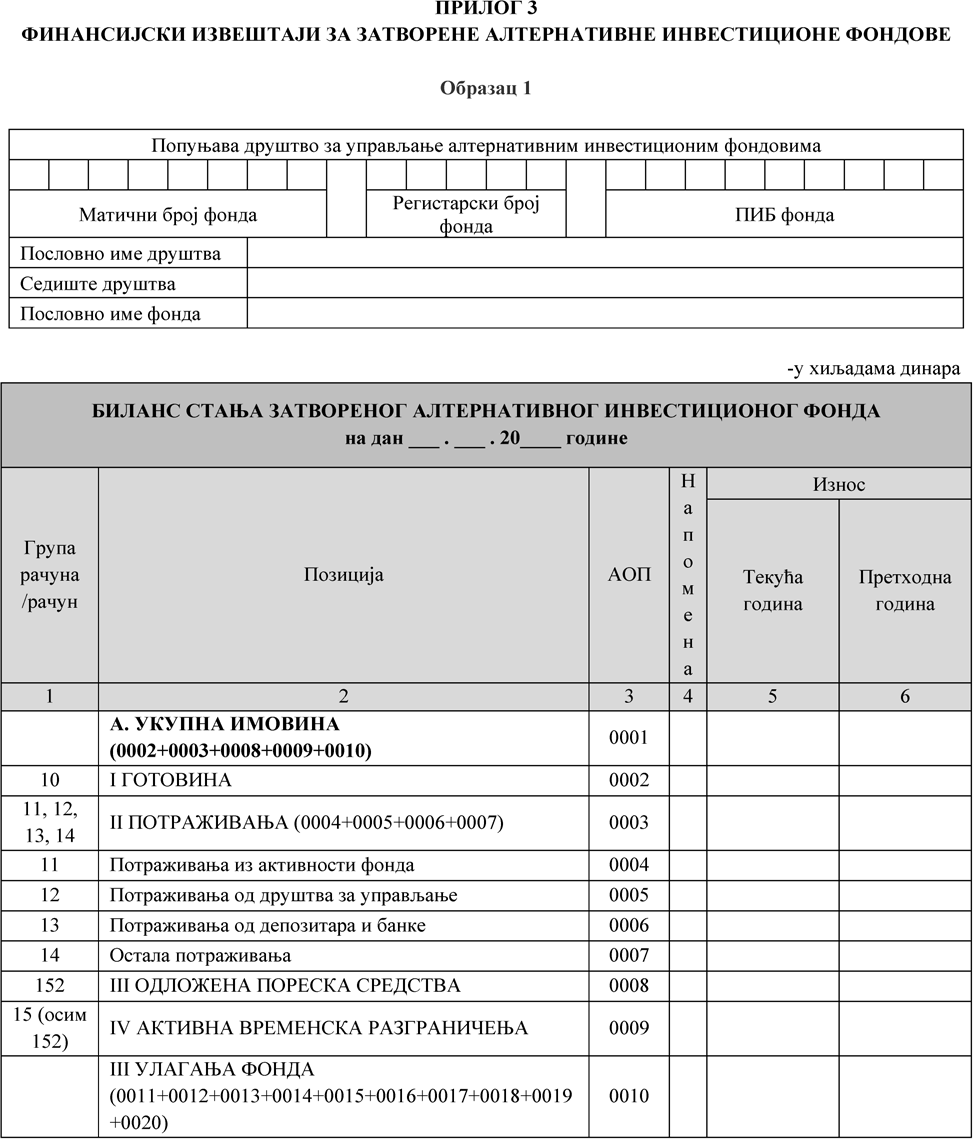 ПРИЛОГ 3
ФИНАНСИЈСКИ ИЗВЕШТАЈИ ЗА ЗАТВОРЕНЕ АЛТЕРНАТИВНЕ ИНВЕСТИЦИОНЕ ФОНДОВЕ
Образац 1
Попуњава друштво за управљање алтернативним инвестиционим фондовима
Матични број фонда
Регистарски број
фонда
ПИБ фонда
Пословно име друштва
Седиште друштва
Пословно име фонда
-у хиљадама динара
БИЛАНС СТАЊА ЗАТВОРЕНОГ АЛТЕРНАТИВНОГ ИНВЕСТИЦИОНОГ ФОНДА
на дан ___ . ___ . 20____ године
Група
рачуна
/рачун
Позиција
АОП
Н
а
п
о
м
е
н
а
Износ
Текућа
година
Претходна
година
1 2 3 4 5 6
А. УКУПНА ИМОВИНА
(0002+0003+0008+0009+0010)
0001
10 I ГОТОВИНА 0002
11, 12,
13, 14
II ПОТРАЖИВАЊА (0004+0005+0006+0007) 0003
11 Потраживања из активности фонда 0004
12 Потраживања од друштва за управљање 0005
13 Потраживања од депозитара и банке 0006
14 Остала потраживања 0007
152 III ОДЛОЖЕНА ПОРЕСКА СРЕДСТВА 0008
15 (осим
152)
IV АКТИВНА ВРЕМЕНСКА РАЗГРАНИЧЕЊА 0009
III УЛАГАЊА ФОНДА
(0011+0012+0013+0014+0015+0016+0017+0018+0019
+0020)
0010